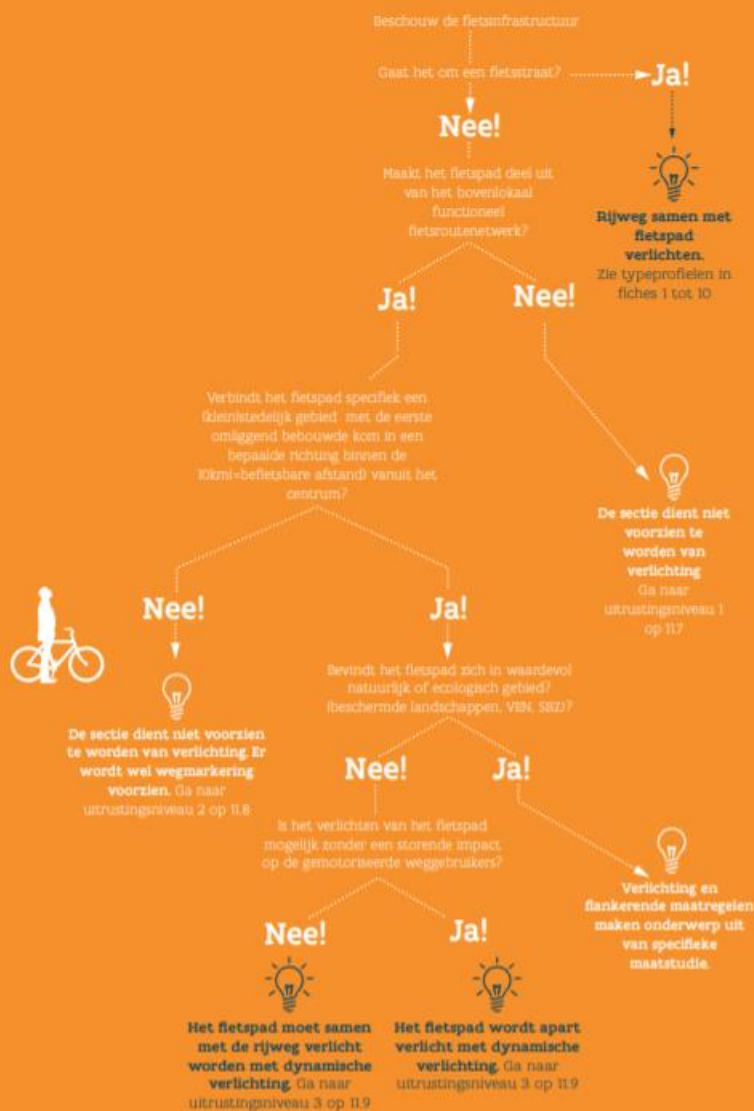 Beschouw de fietsinfrastructuur
Gaat het om een fietsstraat?
Ja!
Nee!
Maakt het fietspad deel uit
van het bovenlokaal
functioneel
fietsroutenetwerk?
Rijweg samen met
fietspad
verlichten.
Zie typeprofielen in
fiches 1 tot 10
Ja!
Nee!
Verbindt het fietspad specifiek een
(klein)stedelijk gebied met de eerste
omliggend bebouwde kom in een
bepaalde richting binnen de
10km(=befietsbare afstand) vanuit het
centrum?
De sectie dient niet
voorzien te
worden van
verlichting
Ga naar
uitrustingsniveau 1
op 11.7
Nee!
Ja!
De sectie dient niet voorzien
te worden van verlichting. Er
wordt wel wegmarkering
voorzien. Ga naar
uitrustingsniveau 2 op 11.8
Bevindt het fietspad zich in waardevol
natuurlijk of ecologisch gebied?
(beschermde landschappen, VEN, SBZ)?
Nee!
Ja!
Is het verlichten van het fietspad
mogelijk zonder een storende impact
op de gemotoriseerde weggebruikers?
Verlichting en
flankerende maatregelen
maken onderwerp uit
van specifieke
maatstudie.
Nee!
Ja!
Het fietspad moet samen
met de rijweg verlicht
worden met dynamische
verlichting. Ga naar
uitrustingsniveau 3 op 11.9
Het fietspad wordt apart
verlicht met dynamische
verlichting. Ga naar
uitrustingsniveau 3 op 11.9